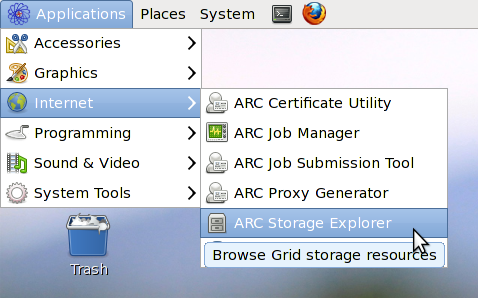 Applications Places System
Accessories
Graphics
Internet
Programming
Sound & Video
System Tools
ARC Certificate Utility
ARC Job Manager
ARC Job Submission Tool
ARC Proxy Generator
ARC Storage Explorer
Browse Grid storage resources
Trash